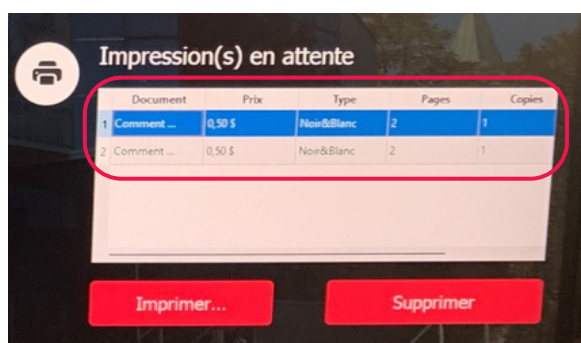 Impression(s) en attente
Document Prix Type Pages Copies
1 Comment ... 0,50 $ Noir&Blanc 2 1
2 Comment ... 0,50 $ Noir&Blanc 2 1
Imprimer... Supprimer